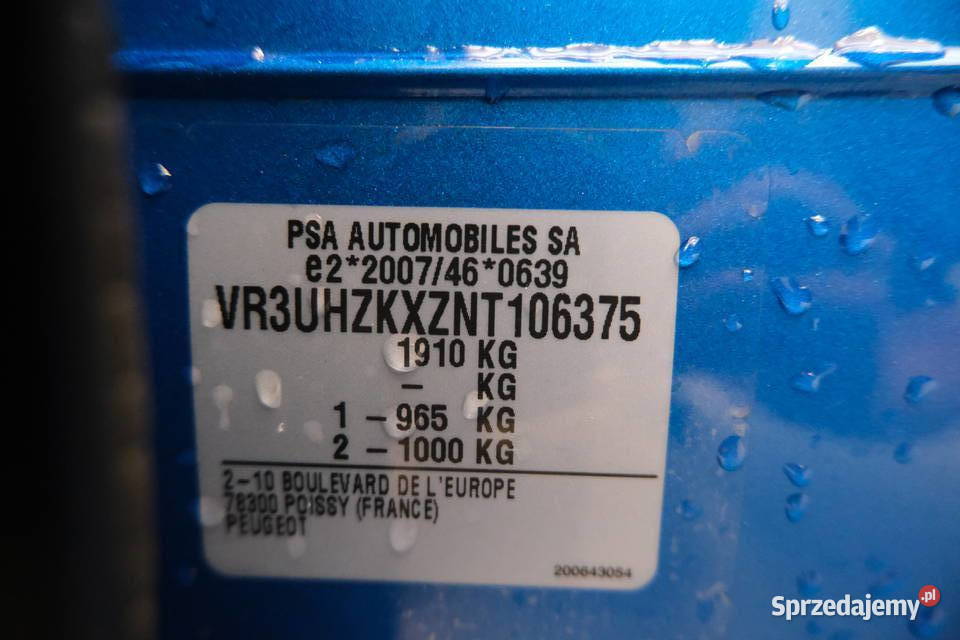 PSA AUTOMOBILES SA
e2*2007/46*0639
VR3UHZKXZNT106375
1910 KG
– KG
1 – 965 KG
2 – 1000 KG
2-10 BOULEVARD DE L'EUROPE
78300 POISSY (FRANCE)
PEUGEOT
200643054
Sprzedajemy.pl